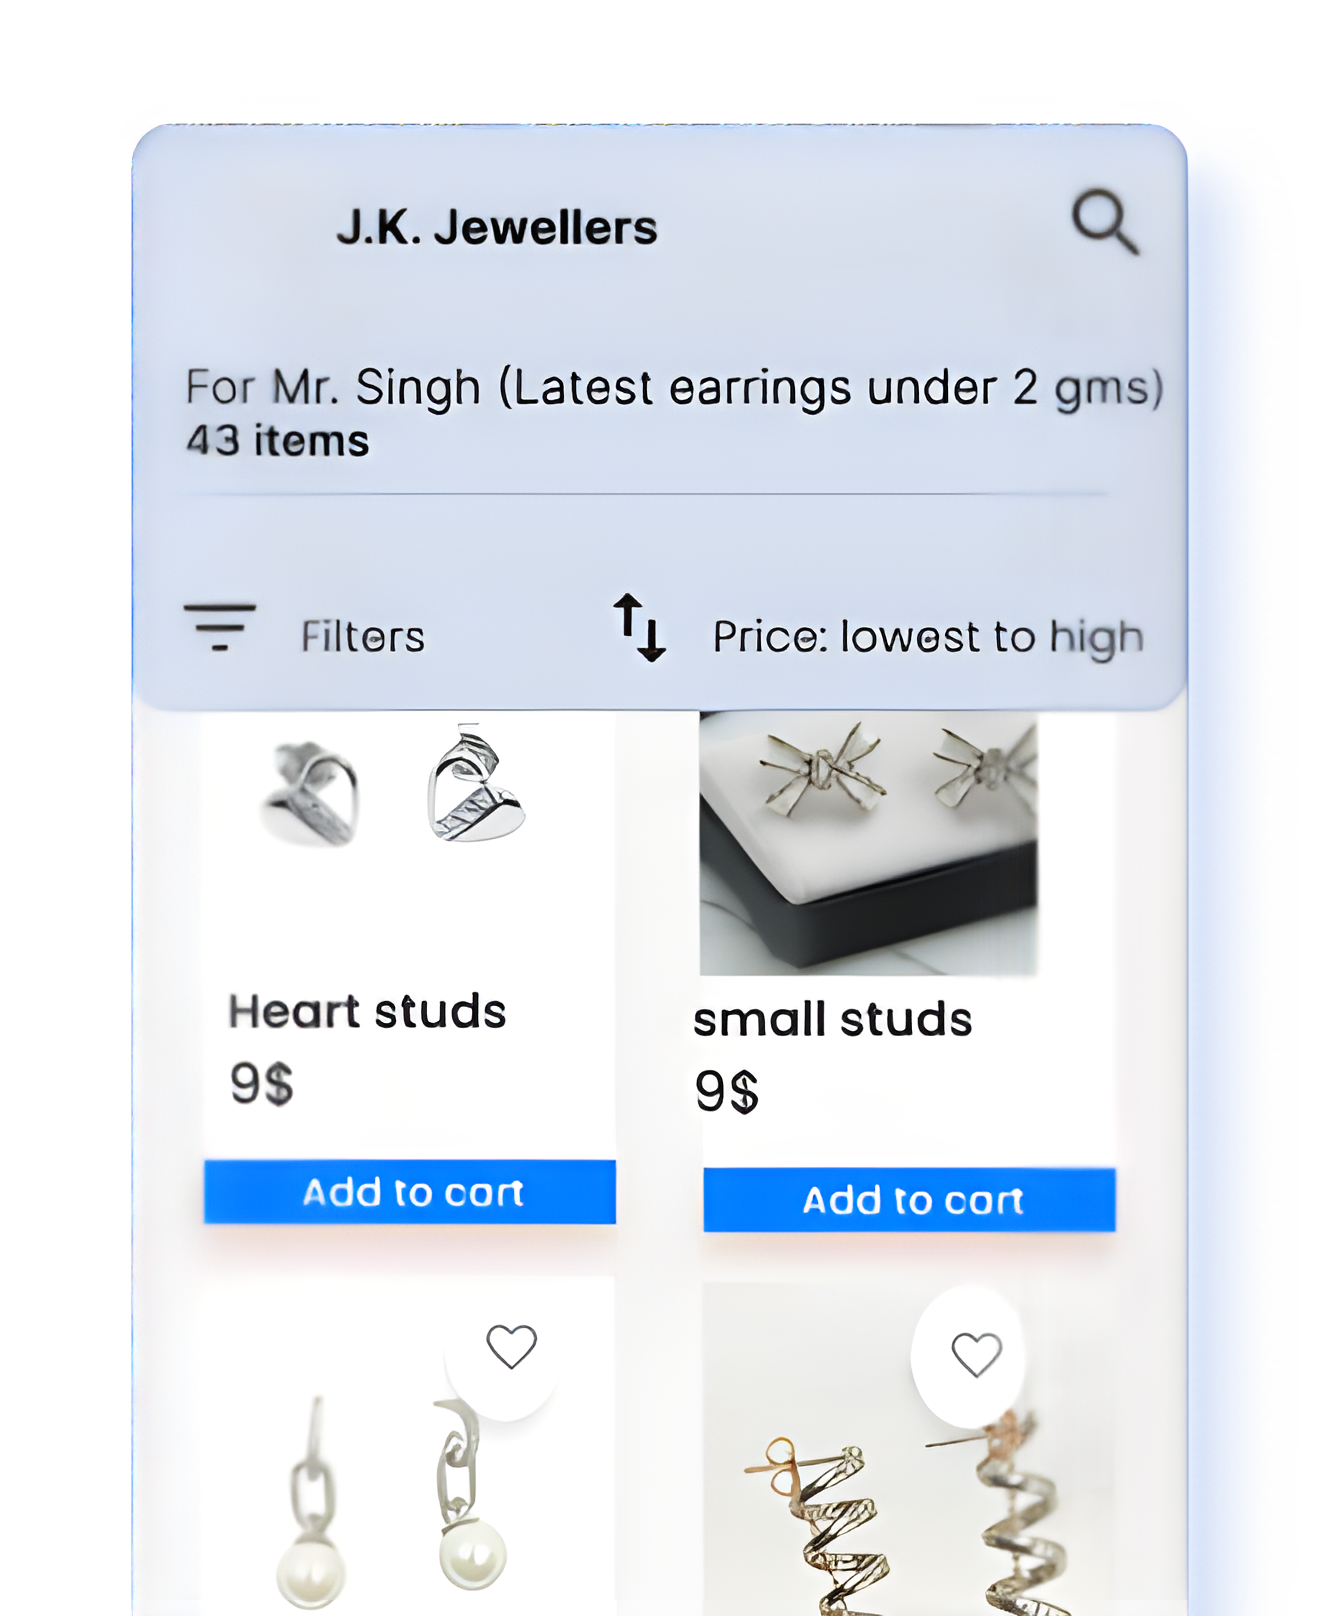 J.K. Jewellers
For Mr. Singh (Latest earrings under 2 gms)
43 items
Filters
Price: lowest to high
Heart studs
9$
Add to cart
small studs
9$
Add to cart